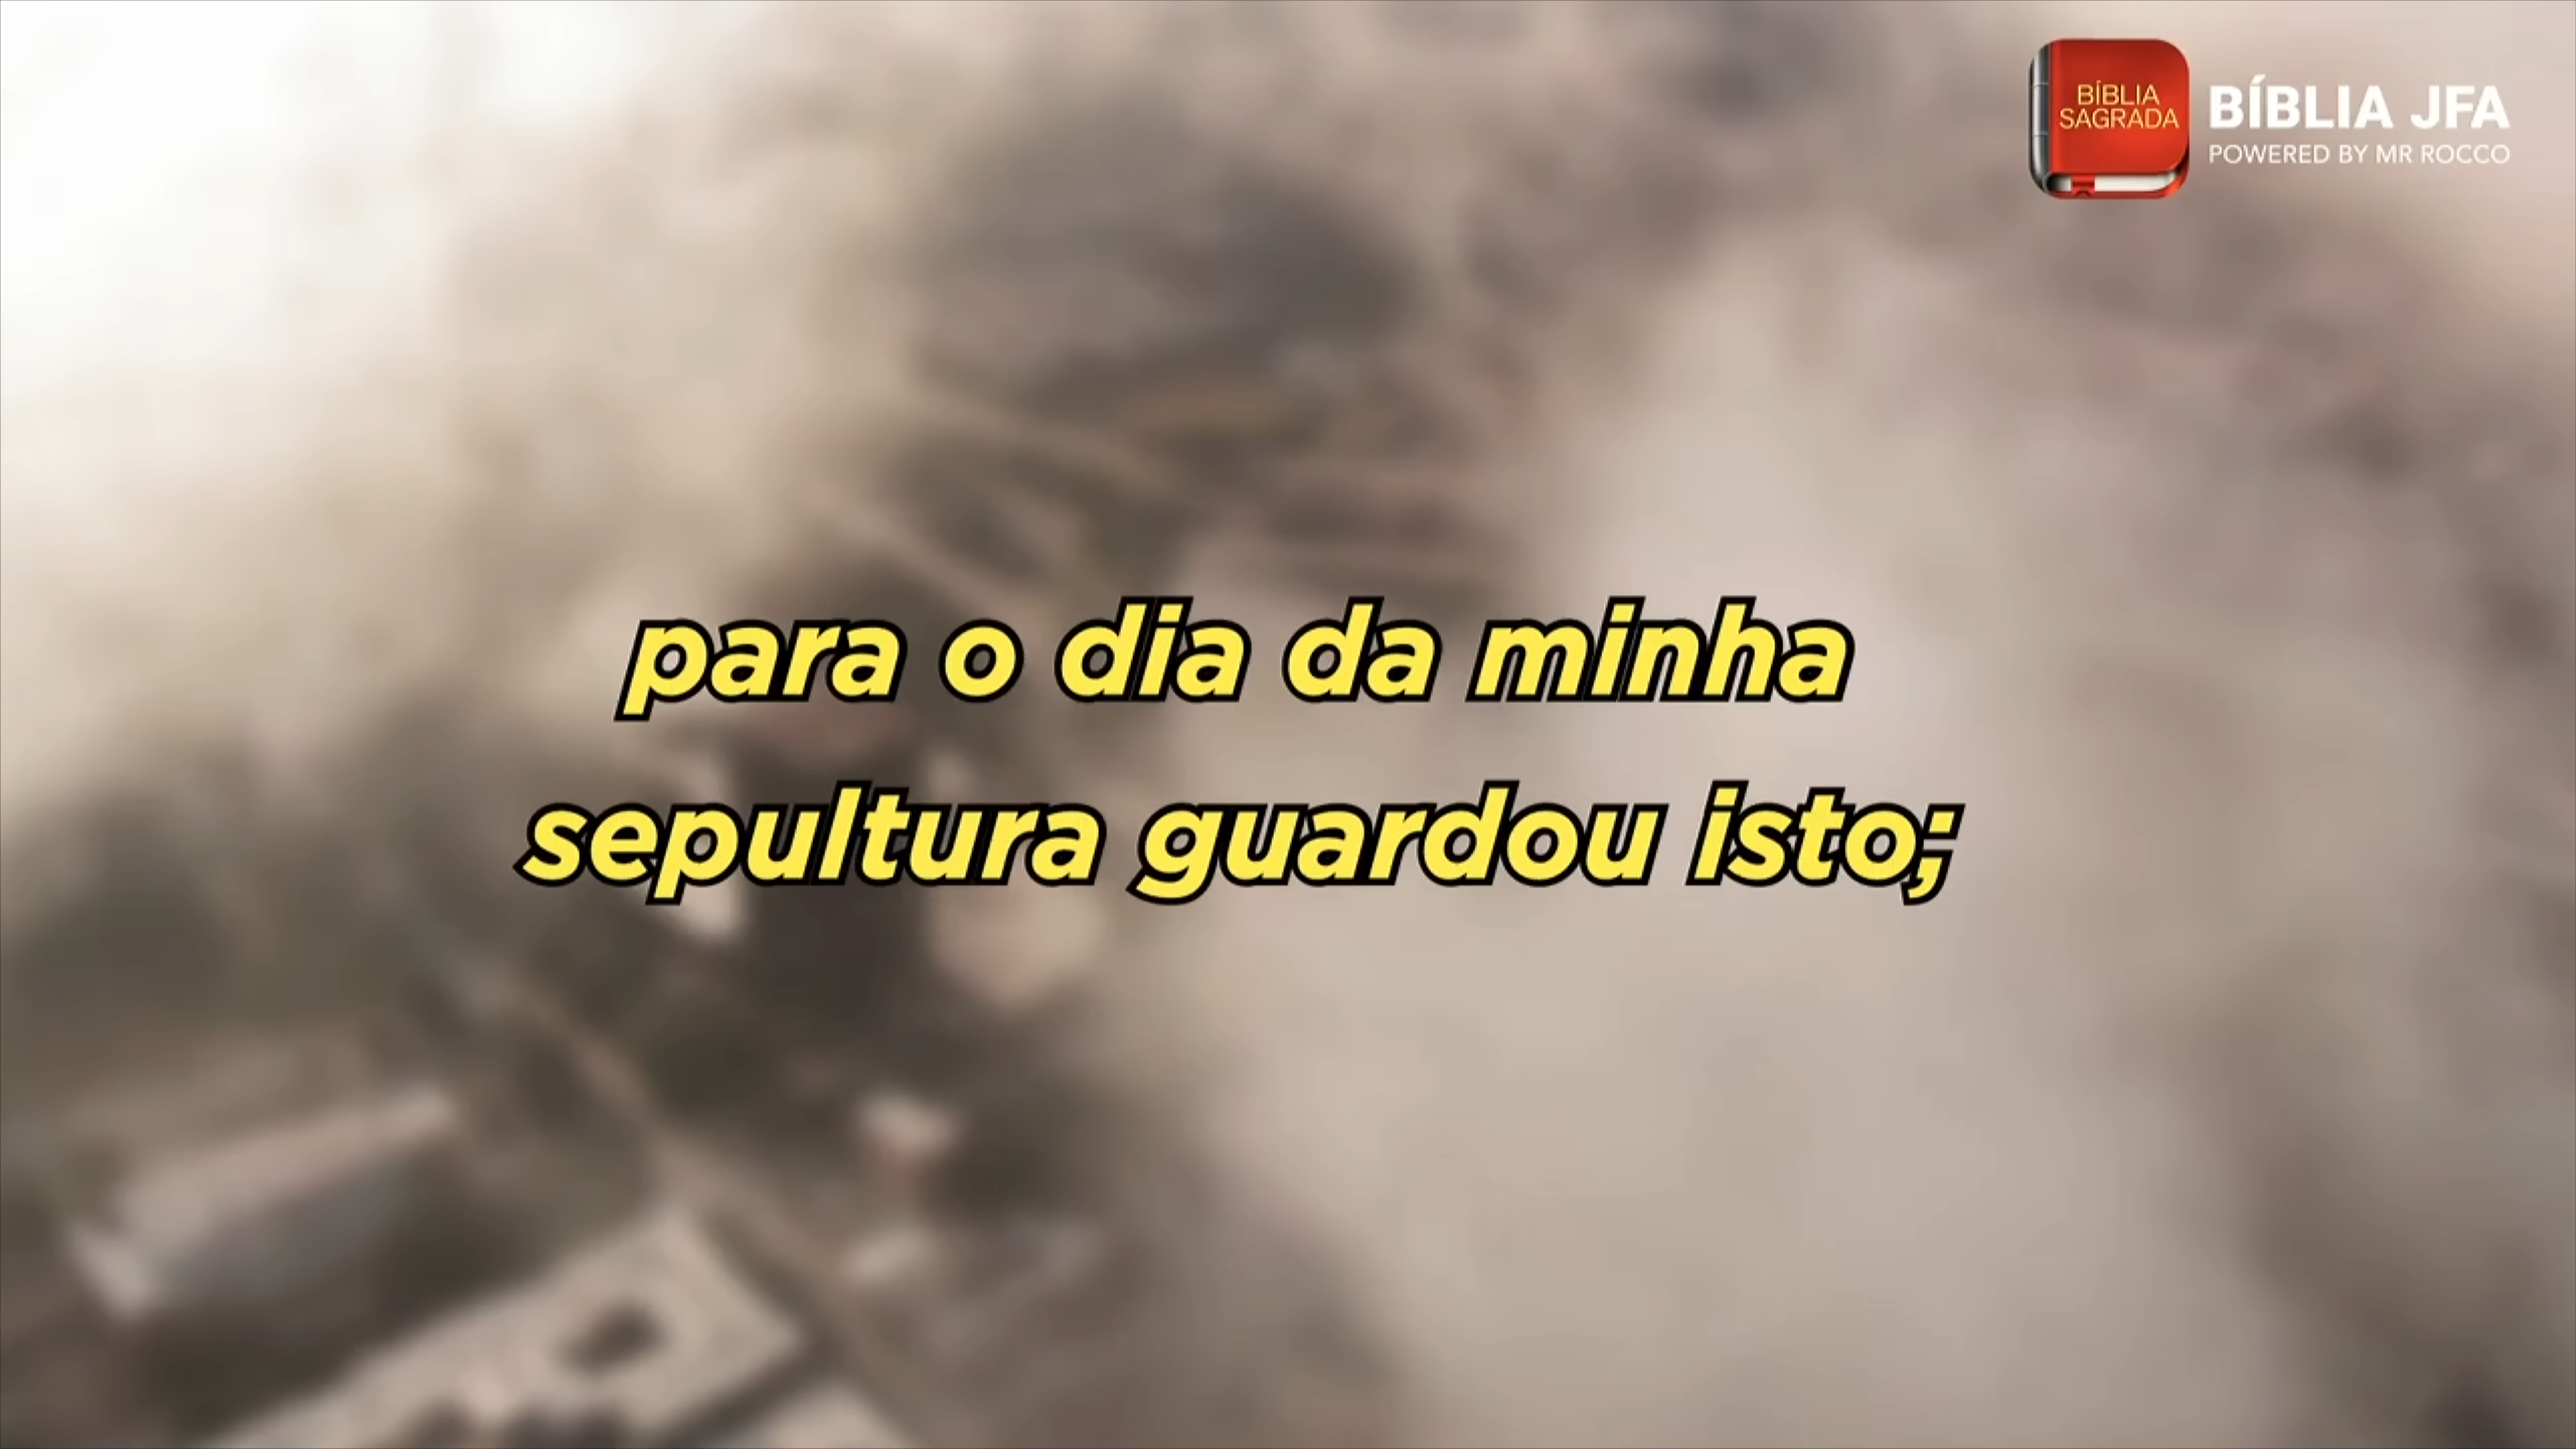 BÍBLIA
SAGRADA
BÍBLIA JFA
POWERED BY MR ROCCO
para o dia da minha
sepultura guardou isto;